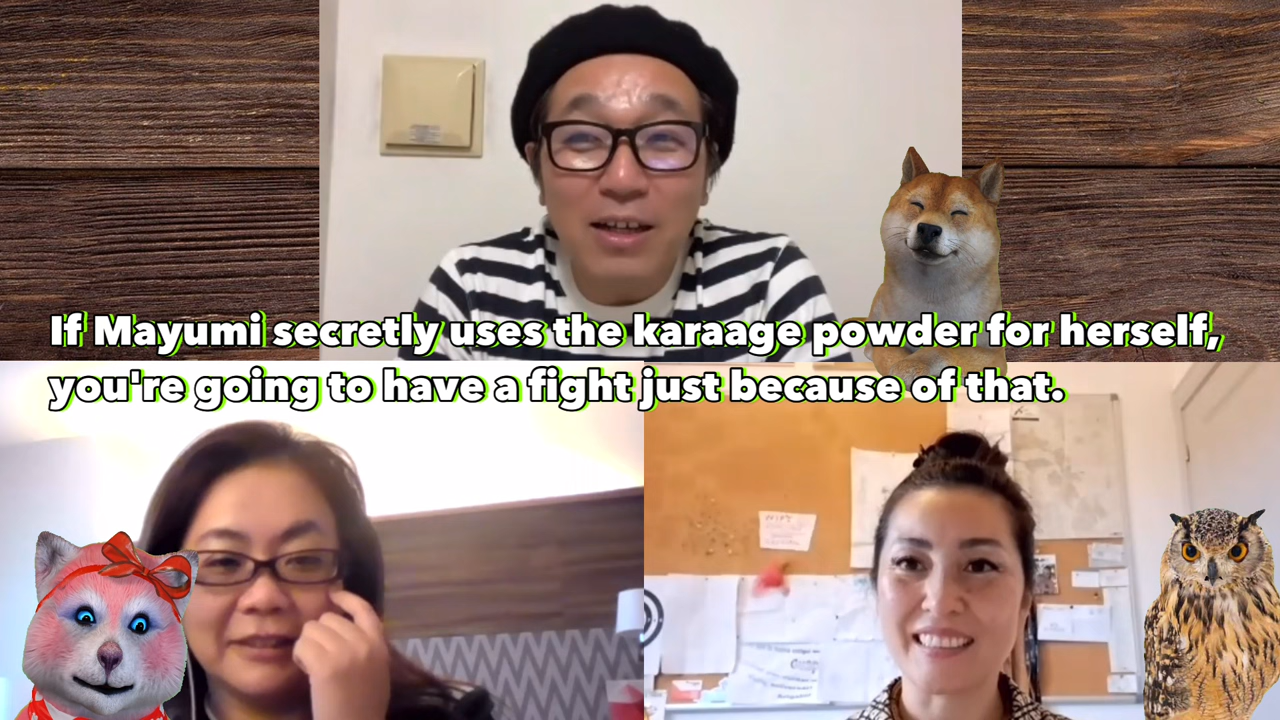 If Mayumi secretly uses the karaage powder for herself,
you're going to have a fight just because of that.